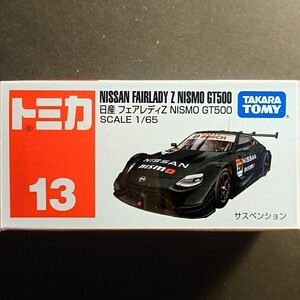 トミカ
13
NISSAN FAIRLADY Z NISMO GT500
日産 フェアレディZ NISMO GT500
SCALE 1/65
TAKARA
TOMY
NISSAN
nismo
サスペンション